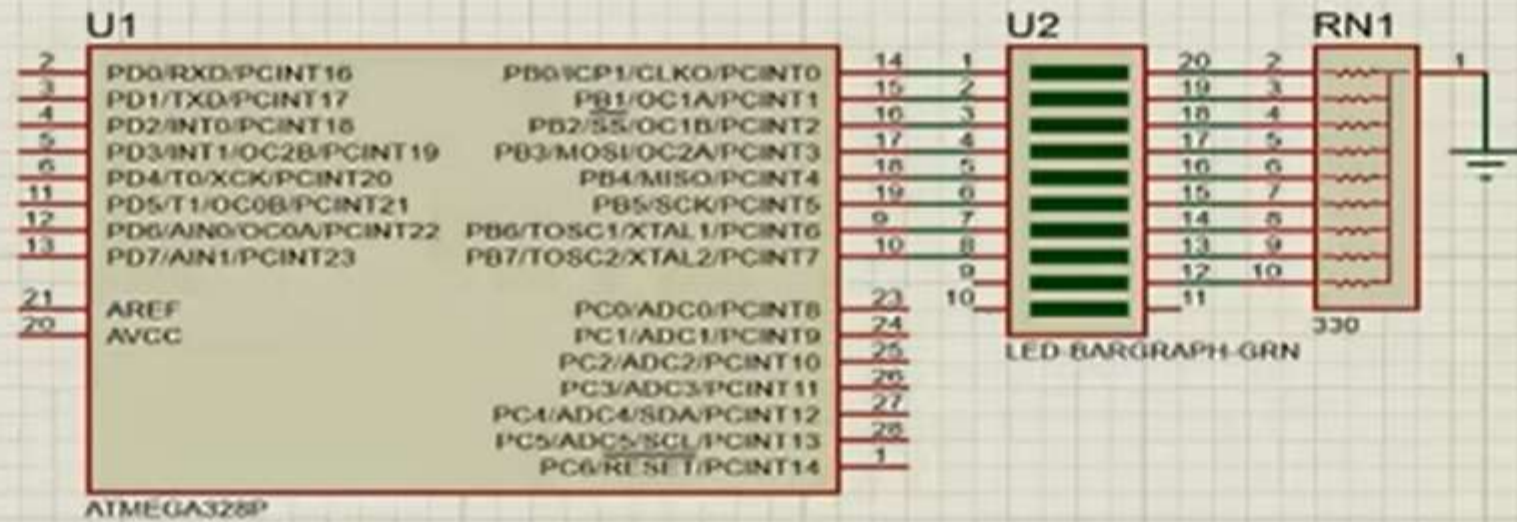 U1
U2
RN1
2 PD0/RXD/PCINT16 PB0/ICP1/CLKO/PCINT0 14 1 20 2 1
3 PD1/TXD/PCINT17 PB1/OC1A/PCINT1 15 2 19 3
4 PD2/INT0/PCINT18 PB2/SS/OC1B/PCINT2 16 3 18 4
5 PD3/INT1/OC2B/PCINT19 PB3/MOSI/OC2A/PCINT3 17 4 17 5
6 PD4/T0/XCK/PCINT20 PB4/MISO/PCINT4 18 5 16 6
11 PD5/T1/OC0B/PCINT21 PB5/SCK/PCINT5 19 6 15 7
12 PD6/AIN0/OC0A/PCINT22 PB6/TOSC1/XTAL1/PCINT6 9 7 14 8
13 PD7/AIN1/PCINT23 PB7/TOSC2/XTAL2/PCINT7 10 8 13 9
9 12 10
21 AREF PC0/ADC0/PCINT8 23 10 11
20 AVCC PC1/ADC1/PCINT9 24
PC2/ADC2/PCINT10 25
PC3/ADC3/PCINT11 26
PC4/ADC4/SDA/PCINT12 27
PC5/ADC5/SCL/PCINT13 28
PC6/RESET/PCINT14 1
ATMEGA328P
LED-BARGRAPH-GRN
330